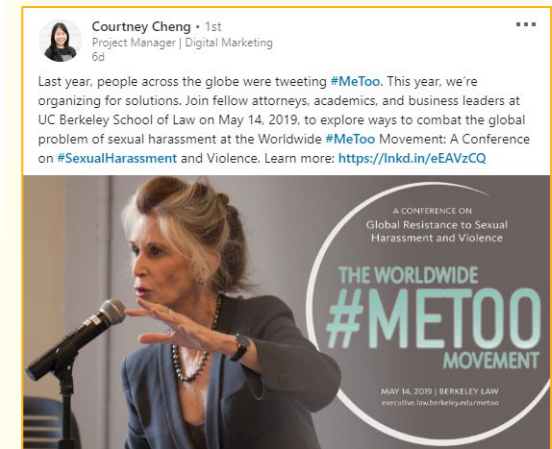 Courtney Cheng • 1st
Project Manager | Digital Marketing
6d
Last year, people across the globe were tweeting #MeToo. This year, we're
organizing for solutions. Join fellow attorneys, academics, and business leaders at
UC Berkeley School of Law on May 14, 2019, to explore ways to combat the global
problem of sexual harassment at the Worldwide #MeToo Movement: A Conference
on #SexualHarassment and Violence. Learn more: https://lnkd.in/eEAVzCQ
A CONFERENCE ON
Global Resistance to Sexual
Harassment and Violence
THE WORLDWIDE
#METOO
MOVEMENT
MAY 14, 2019 | BERKELEY LAW
executive.law.berkeley.edu/metoo